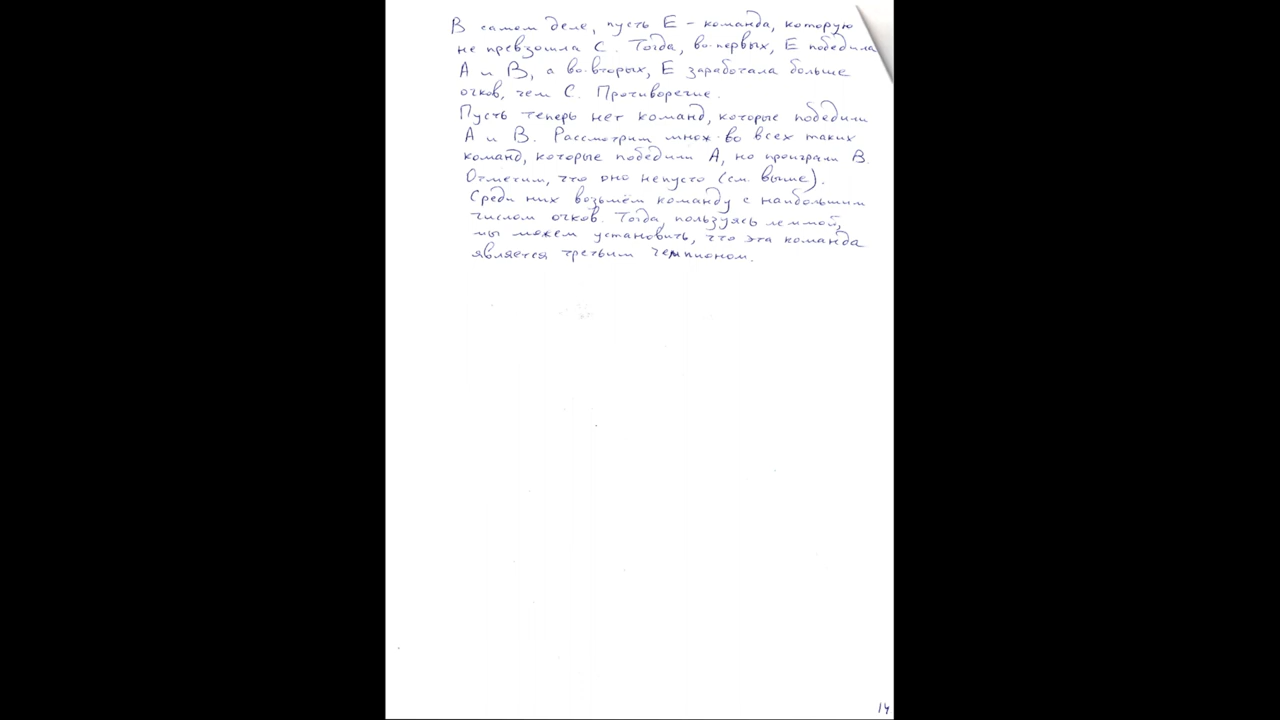 В самом деле, пусть E – команда, которую
не превзошла C. Тогда, во-первых, E победила
A и B, а во-вторых, E заработала больше
очков, чем C. Противоречие.
Пусть теперь нет команд, которые победили
A и B. Рассмотрим множ-во всех таких
команд, которые победили A, но проиграли B.
Отметим, что оно непусто (см. выше).
Среди них возьмём команду с наибольшим
числом очков. Тогда, пользуясь леммой,
мы можем установить, что эта команда
является третьим чемпионом.
14